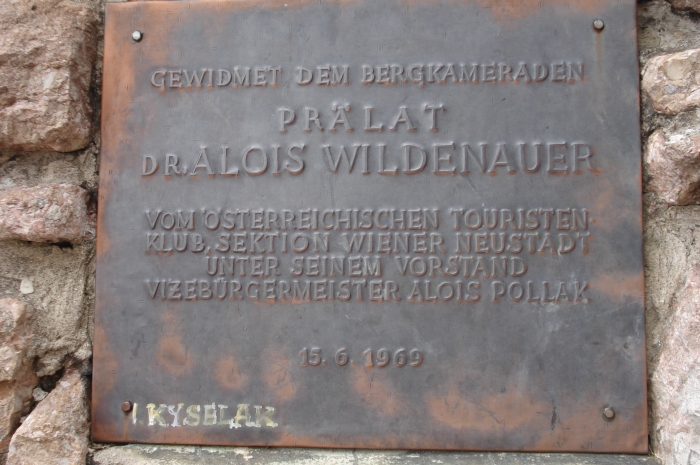 GEWIDMET DEM BERGKAMERADEN
PRÄLAT
DR. ALOIS WILDENAUER
VOM ÖSTERREICHISCHEN TOURISTEN-
KLUB, SEKTION WIENER NEUSTADT
UNTER SEINEM VORSTAND
VIZEBÜRGERMEISTER ALOIS POLLAK
15. 6. 1969
KYSELAK